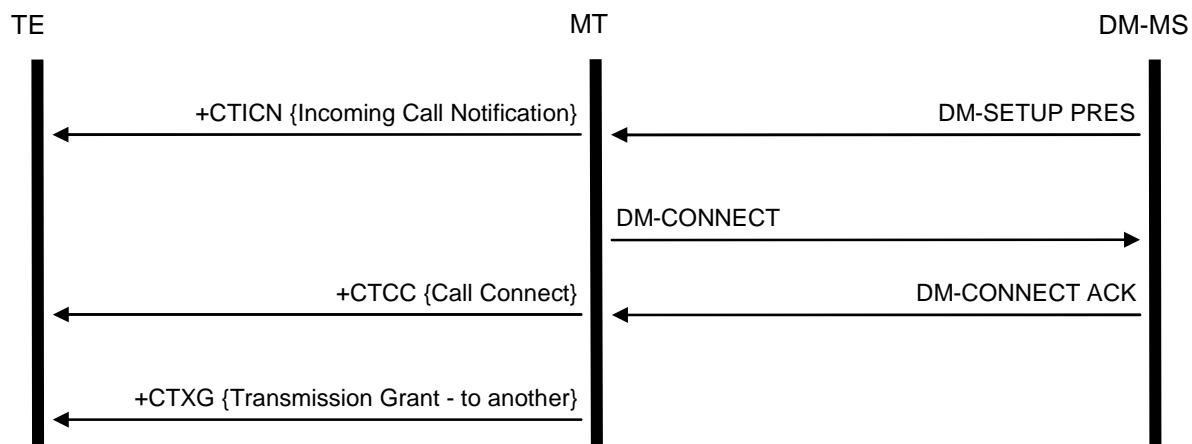 TE
MT
DM-MS
+CTICN {Incoming Call Notification}
DM-SETUP PRES
DM-CONNECT
+CTCC {Call Connect}
DM-CONNECT ACK
+CTXG {Transmission Grant - to another}